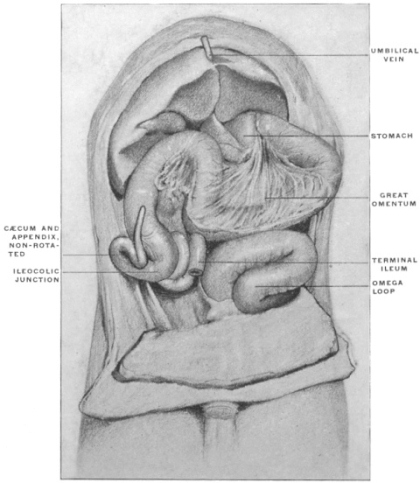 UMBILICAL
VEIN
STOMACH
GREAT
OMENTUM
CÆCUM AND
APPENDIX,
NON-ROTA-
TED
ILEOCOLIC
JUNCTION
TERMINAL
ILEUM
OMEGA
LOOP